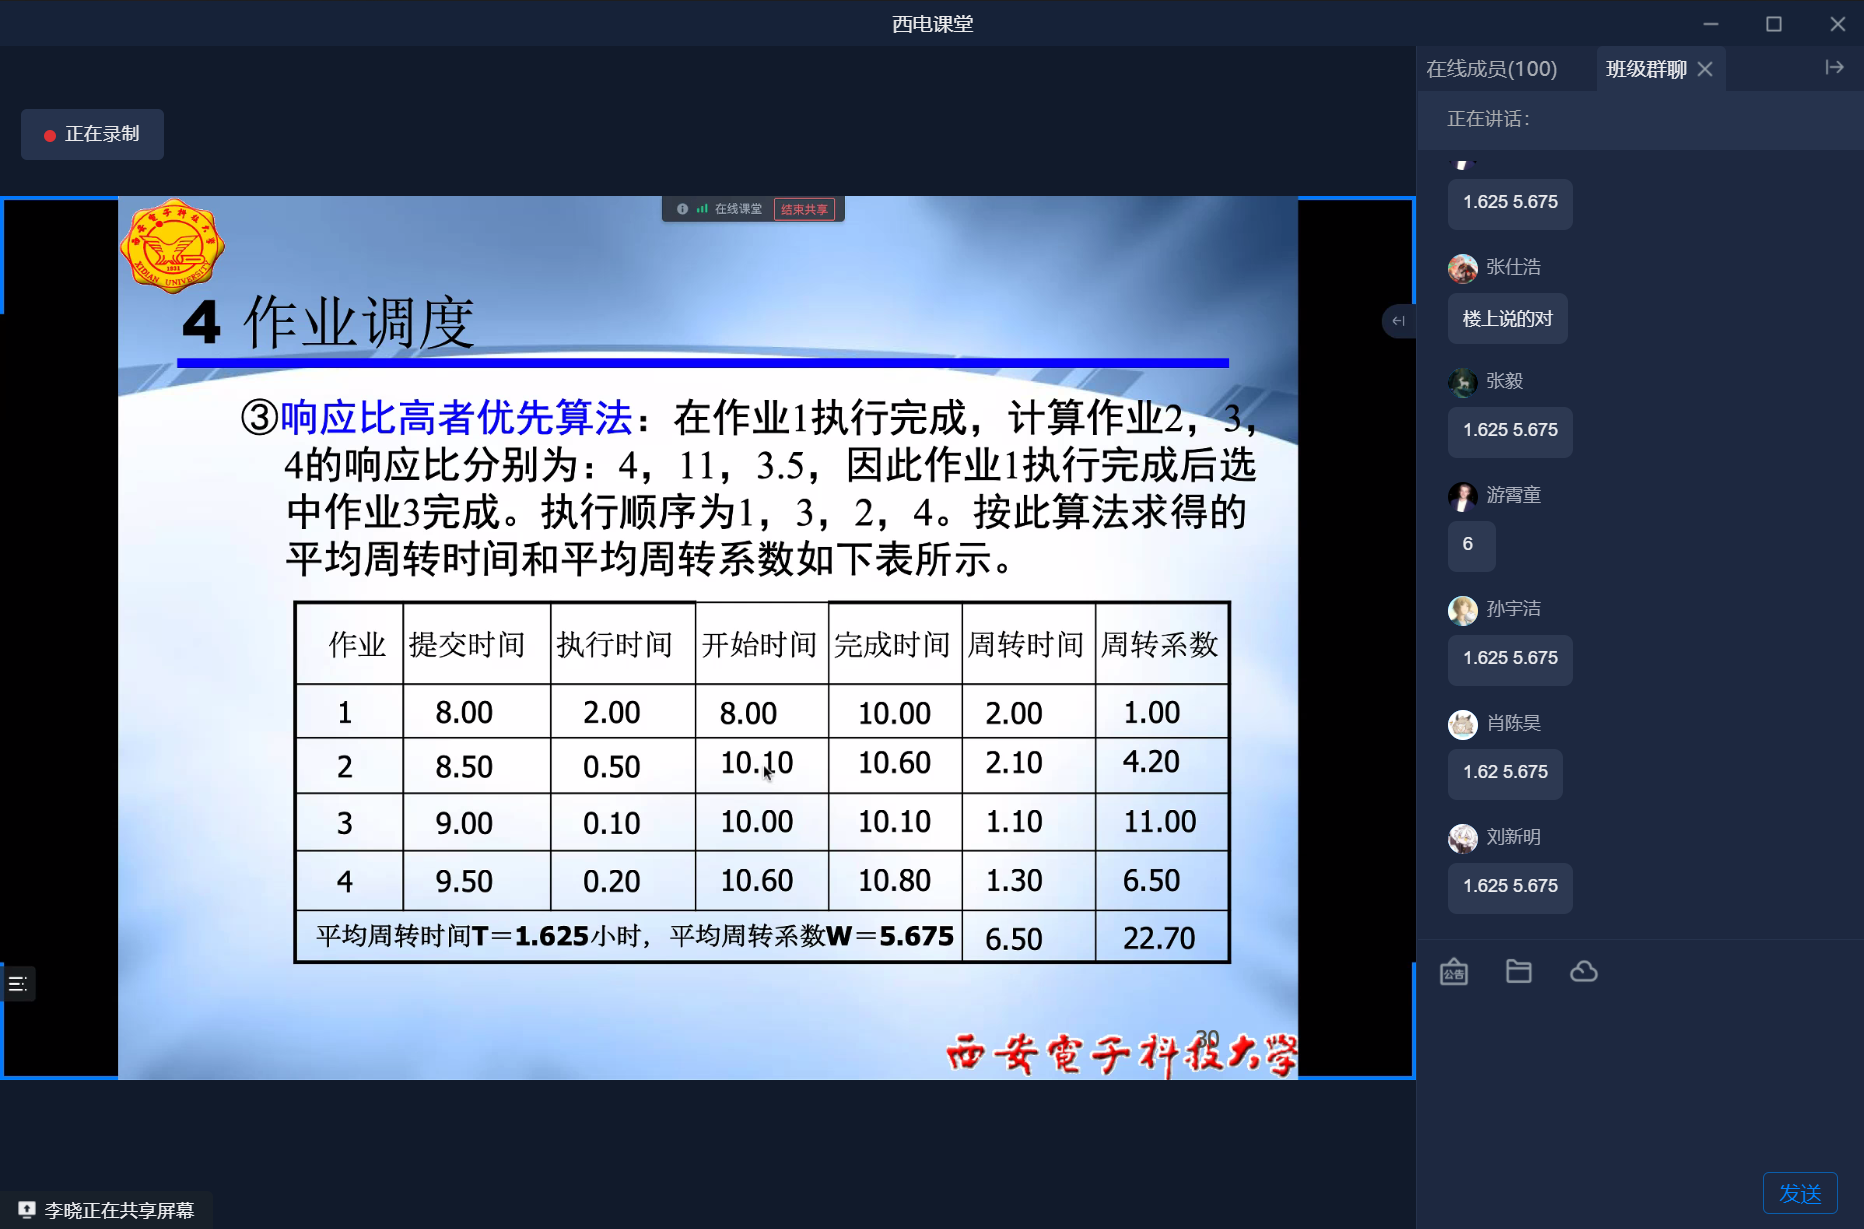 西电课堂
在线成员(100)
班级群聊
正在录制
正在讲话：
在线课堂 结束共享
4 作业调度
③响应比高者优先算法：在作业1执行完成，计算作业2，3，
4的响应比分别为：4，11，3.5，因此作业1执行完成后选
中作业3完成。执行顺序为1，3，2，4。按此算法求得的
平均周转时间和平均周转系数如下表所示。
作业 提交时间 执行时间 开始时间 完成时间 周转时间 周转系数
1 8.00 2.00 8.00 10.00 2.00 1.00
2 8.50 0.50 10.10 10.60 2.10 4.20
3 9.00 0.10 10.00 10.10 1.10 11.00
4 9.50 0.20 10.60 10.80 1.30 6.50
平均周转时间T＝1.625小时，平均周转系数W＝5.675 6.50 22.70
30
西安電子科技大學
XIDIAN UNIVERSITY
1931
1.625 5.675
张仕浩
楼上说的对
张毅
1.625 5.675
游霄童
6
孙宇洁
1.625 5.675
肖陈昊
1.62 5.675
刘新明
1.625 5.675
公告
发送
李晓正在共享屏幕